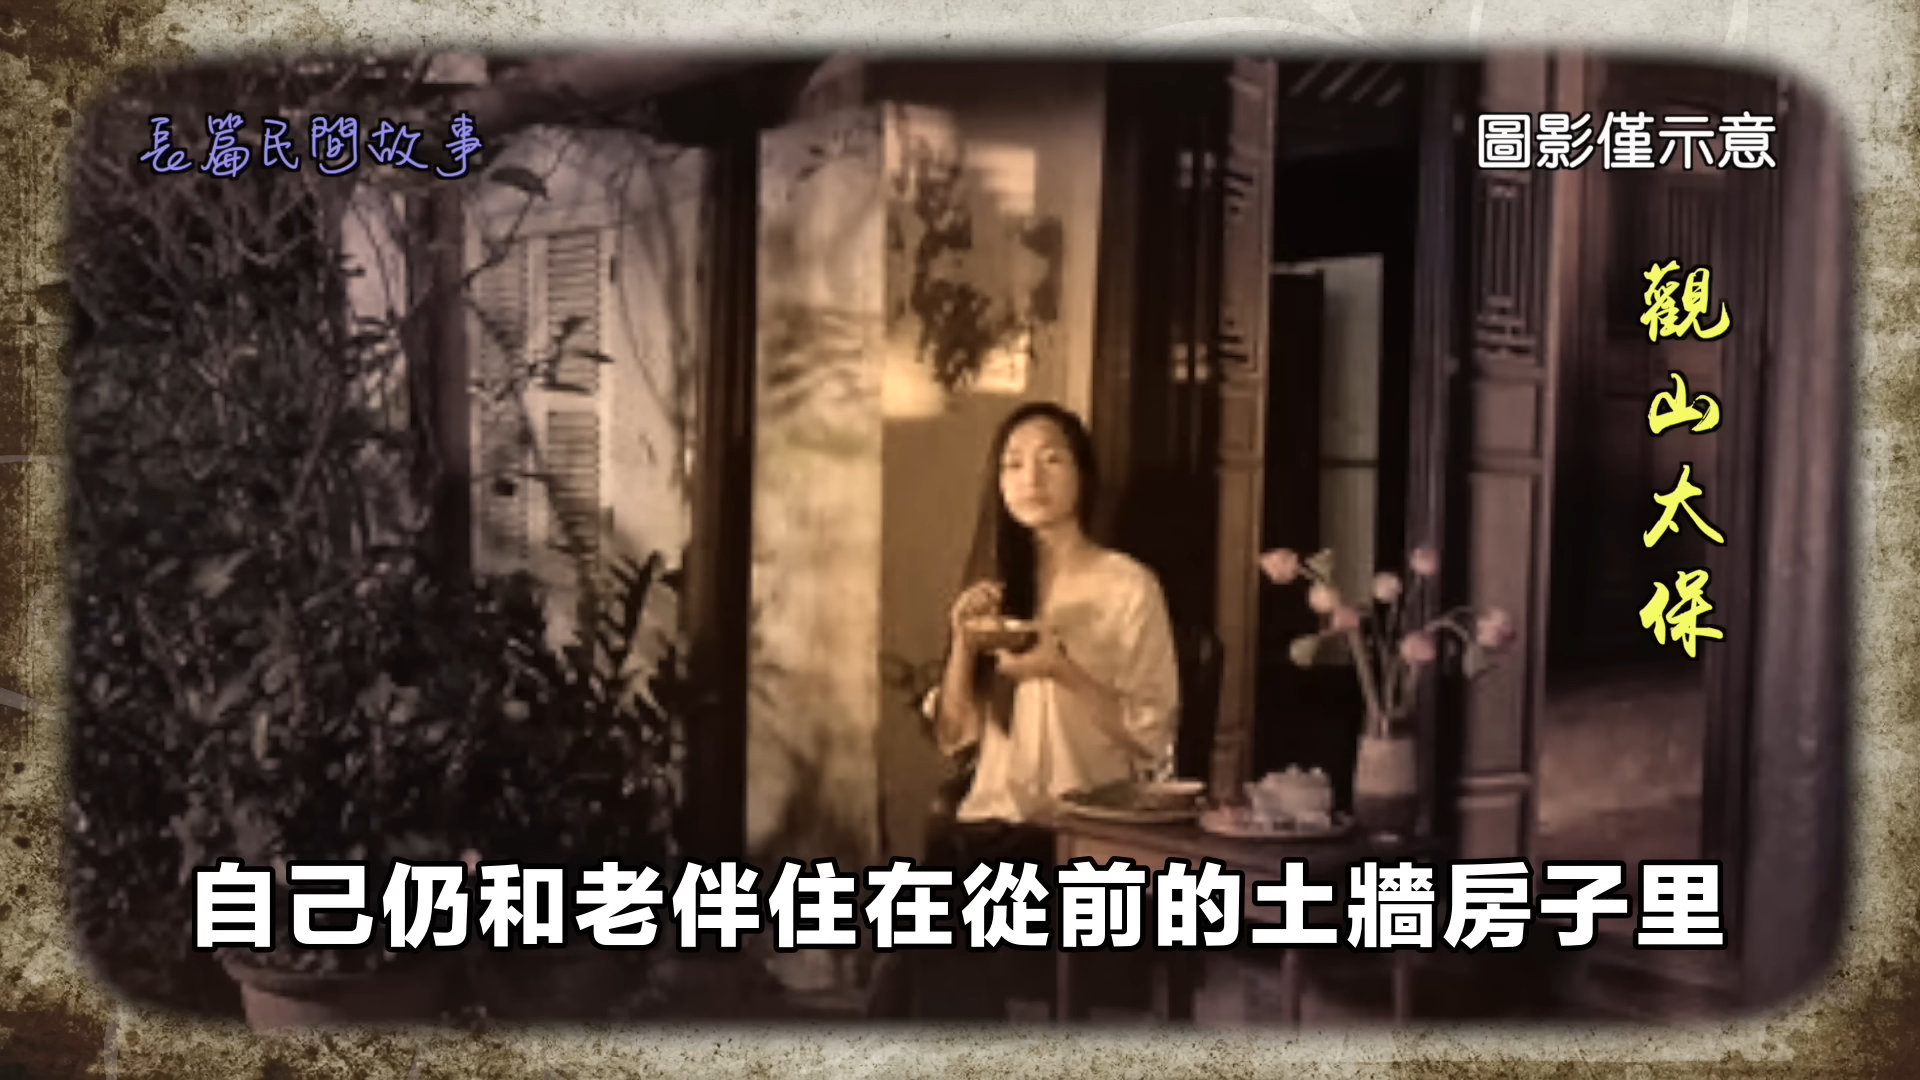 長篇民間故事
圖影僅示意
觀山太保
自己仍和老伴住在從前的土牆房子里